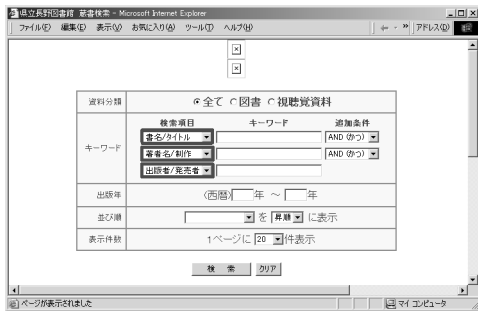 県立長野図書館 蔵書検索 - Microsoft Internet Explorer
ファイル(F) 編集(E) 表示(V) お気に入り(A) ツール(T) ヘルプ(H) » アドレス(D)
資料分類 全て 図書 視聴覚資料
検索項目 キーワード 追加条件
キーワード
書名/タイトル AND (かつ)
著者名/制作 AND (かつ)
出版者/発売者
出版年 (西暦) 年 ~ 年
並び順 を 昇順 に表示
表示件数 1ページに 20 件表示
検 索 クリア
ページが表示されました マイ コンピュータ